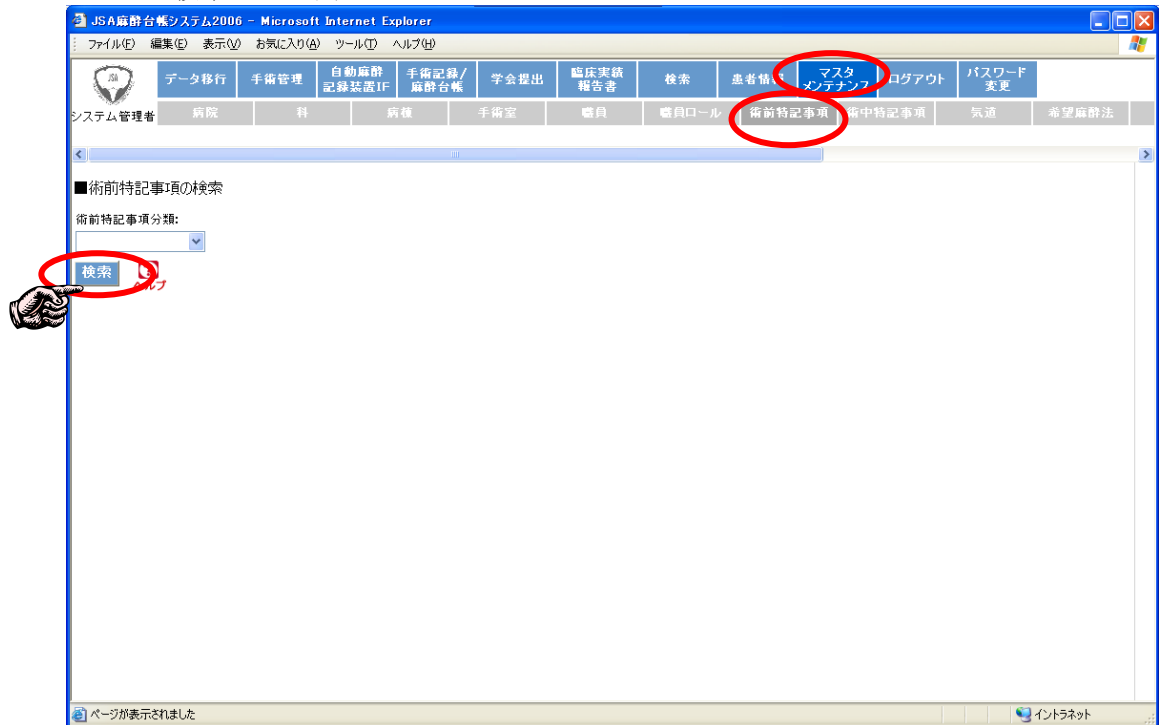 JSA麻酔台帳システム2006 - Microsoft Internet Explorer
ファイル(F) 編集(E) 表示(V) お気に入り(A) ツール(T) ヘルプ(H)
JSA
データ移行 手術管理 自動麻酔記録装置IF 手術記録/麻酔台帳 学会提出 臨床実績報告書 検索 患者情 マスタメンテナンス ログアウト パスワード変更
システム管理者 病院 科 病棟 手術室 職員 職員ロール 術前特記事項 術中特記事項 気道 希望麻酔法
■術前特記事項の検索
術前特記事項分類:
検索 ヘルプ
ページが表示されました イントラネット